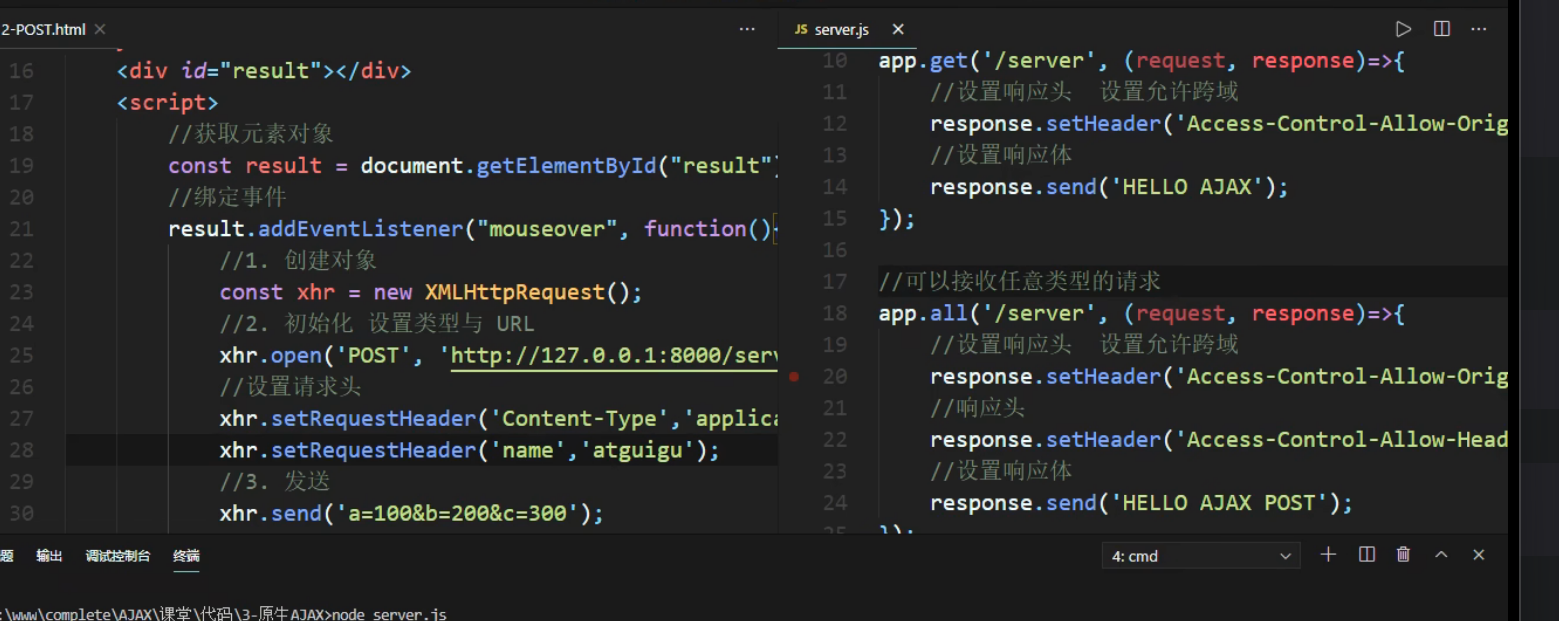 2-POST.html
16 <div id="result"></div>
17 <script>
18 //获取元素对象
19 const result = document.getElementById("result")
20 //绑定事件
21 result.addEventListener("mouseover", function(){
22 //1. 创建对象
23 const xhr = new XMLHttpRequest();
24 //2. 初始化 设置类型与 URL
25 xhr.open('POST', 'http://127.0.0.1:8000/serv
26 //设置请求头
27 xhr.setRequestHeader('Content-Type','applica
28 xhr.setRequestHeader('name','atguigu');
29 //3. 发送
30 xhr.send('a=100&b=200&c=300');
JS server.js
10 app.get('/server', (request, response)=>{
11 //设置响应头 设置允许跨域
12 response.setHeader('Access-Control-Allow-Orig
13 //设置响应体
14 response.send('HELLO AJAX');
15 });
16
17 //可以接收任意类型的请求
18 app.all('/server', (request, response)=>{
19 //设置响应头 设置允许跨域
20 response.setHeader('Access-Control-Allow-Orig
21 //响应头
22 response.setHeader('Access-Control-Allow-Head
23 //设置响应体
24 response.send('HELLO AJAX POST');
25 });
题 输出 调试控制台 终端
4: cmd
:\www\complete\AJAX\课堂\代码\3-原生AJAX>node server.js